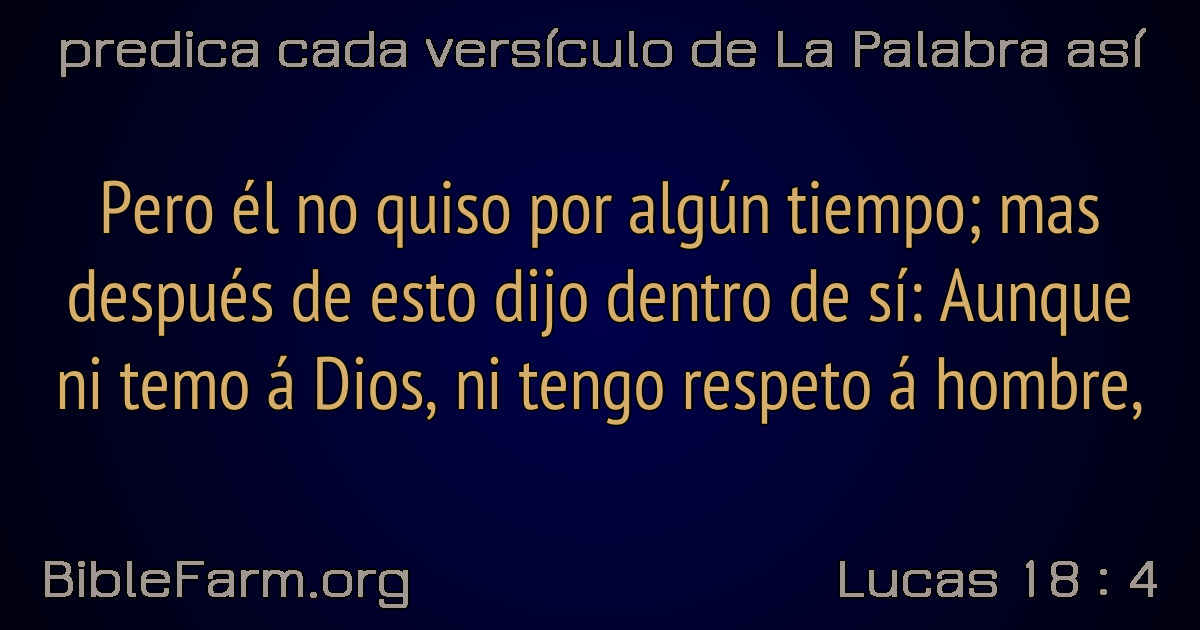 predica cada versículo de La Palabra así
Pero él no quiso por algún tiempo; mas
después de esto dijo dentro de sí: Aunque
ni temo á Dios, ni tengo respeto á hombre,
BibleFarm.org
Lucas 18 : 4